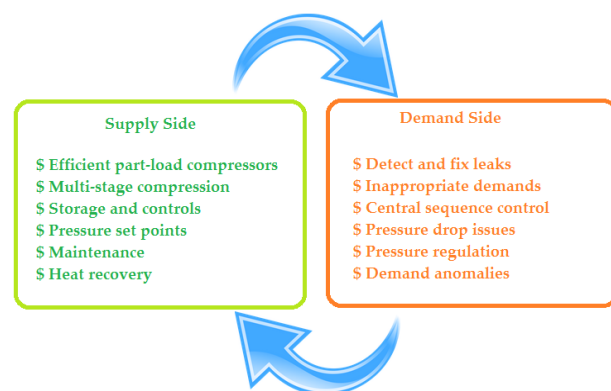 Supply Side
$ Efficient part-load compressors
$ Multi-stage compression
$ Storage and controls
$ Pressure set points
$ Maintenance
$ Heat recovery
Demand Side
$ Detect and fix leaks
$ Inappropriate demands
$ Central sequence control
$ Pressure drop issues
$ Pressure regulation
$ Demand anomalies